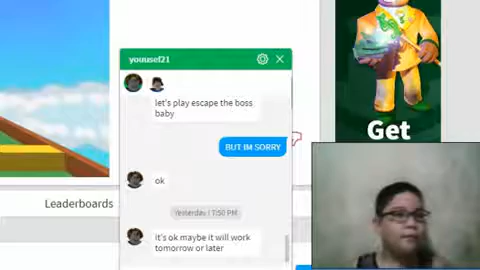 youusef21
let's play escape the boss
baby
BUT IM SORRY
ok
Yesterday | 7:50 PM
it's ok maybe it will work
tomorrow or later
Get
Leaderboards